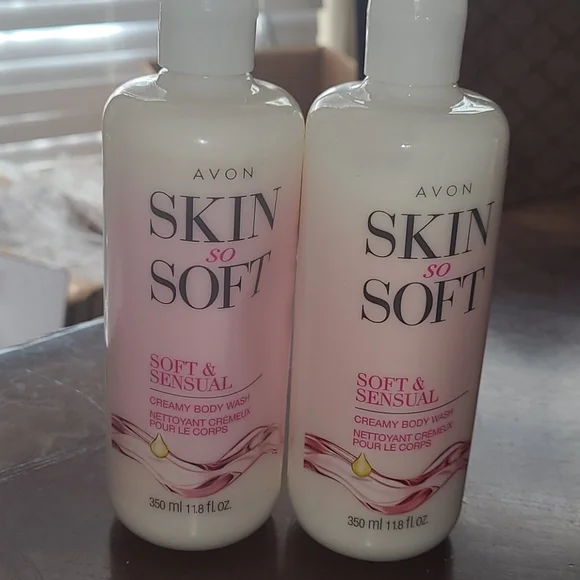 AVON
SKIN
so
SOFT
SOFT &
SENSUAL
CREAMY BODY WASH
NETTOYANT CRÉMEUX
POUR LE CORPS
350 ml 11.8 fl. oz.
AVON
SKIN
so
SOFT
SOFT &
SENSUAL
CREAMY BODY WASH
NETTOYANT CRÉMEUX
POUR LE CORPS
350 ml 11.8 fl. oz.